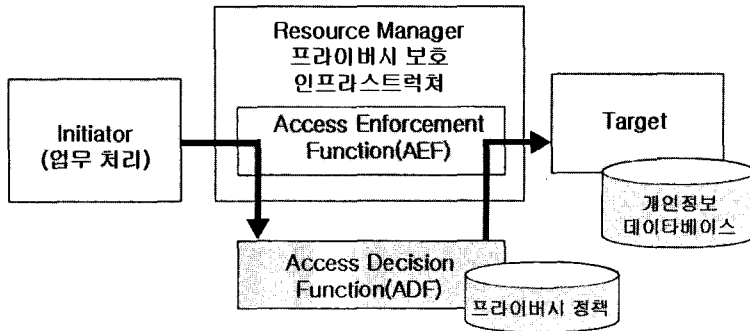 Resource Manager
프라이버시 보호
인프라스트럭쳐
Initiator
(업무 처리)
Access Enforcement
Function(AEF)
Target
개인정보
데이타베이스
Access Decision
Function(ADF)
프라이버시 정책